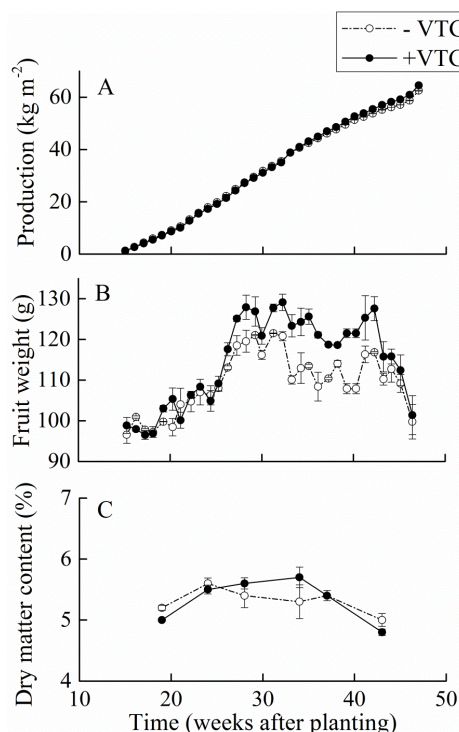 - VTC
+VTC
A
Production (kg m-2)
60
40
20
0
B
Fruit weight (g)
130
120
110
100
90
C
Dry matter content (%)
7
6
5
4
10 20 30 40 50
Time (weeks after planting)